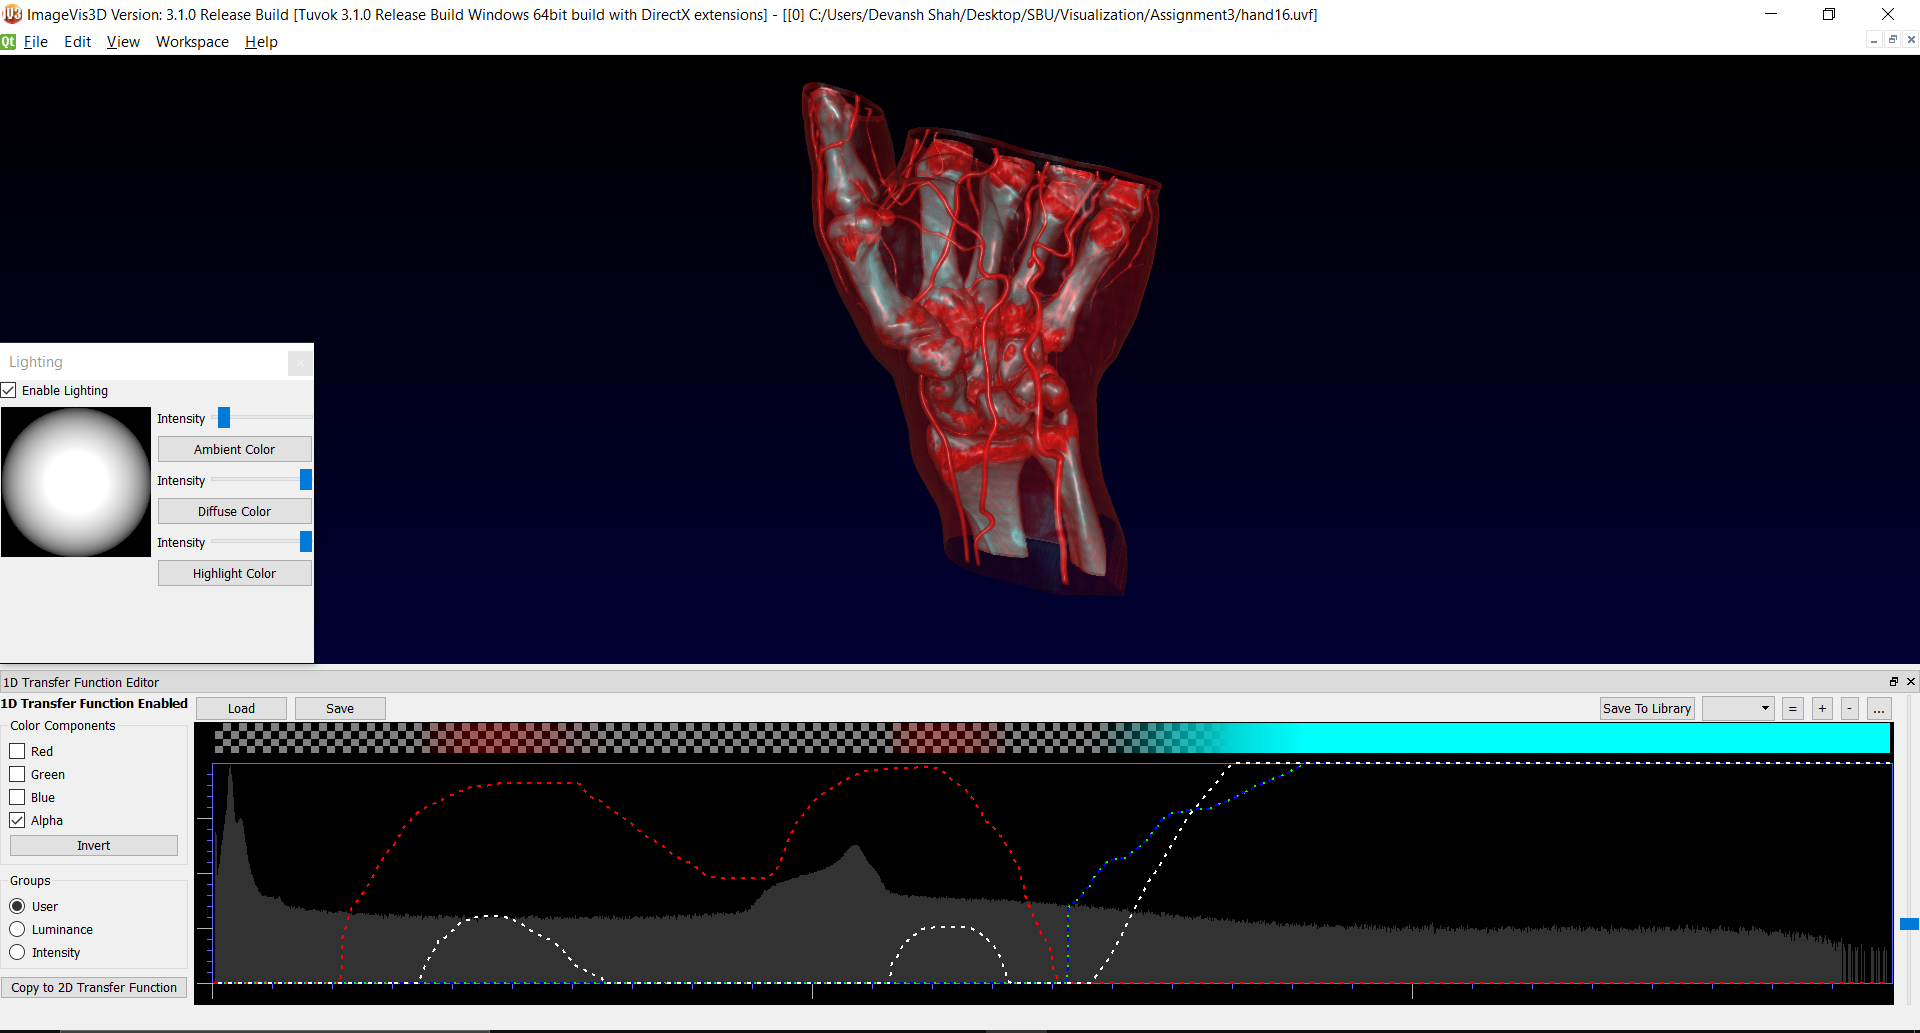 ImageVis3D Version: 3.1.0 Release Build [Tuvok 3.1.0 Release Build Windows 64bit build with DirectX extensions] - [[0] C:/Users/Devansh Shah/Desktop/SBU/Visualization/Assignment3/hand16.uvf]
Qt File Edit View Workspace Help
Lighting
Enable Lighting
Intensity
Ambient Color
Intensity
Diffuse Color
Intensity
Highlight Color
1D Transfer Function Editor
1D Transfer Function Enabled
Load Save Save To Library = + - ...
Color Components
Red
Green
Blue
Alpha
Invert
Groups
User
Luminance
Intensity
Copy to 2D Transfer Function